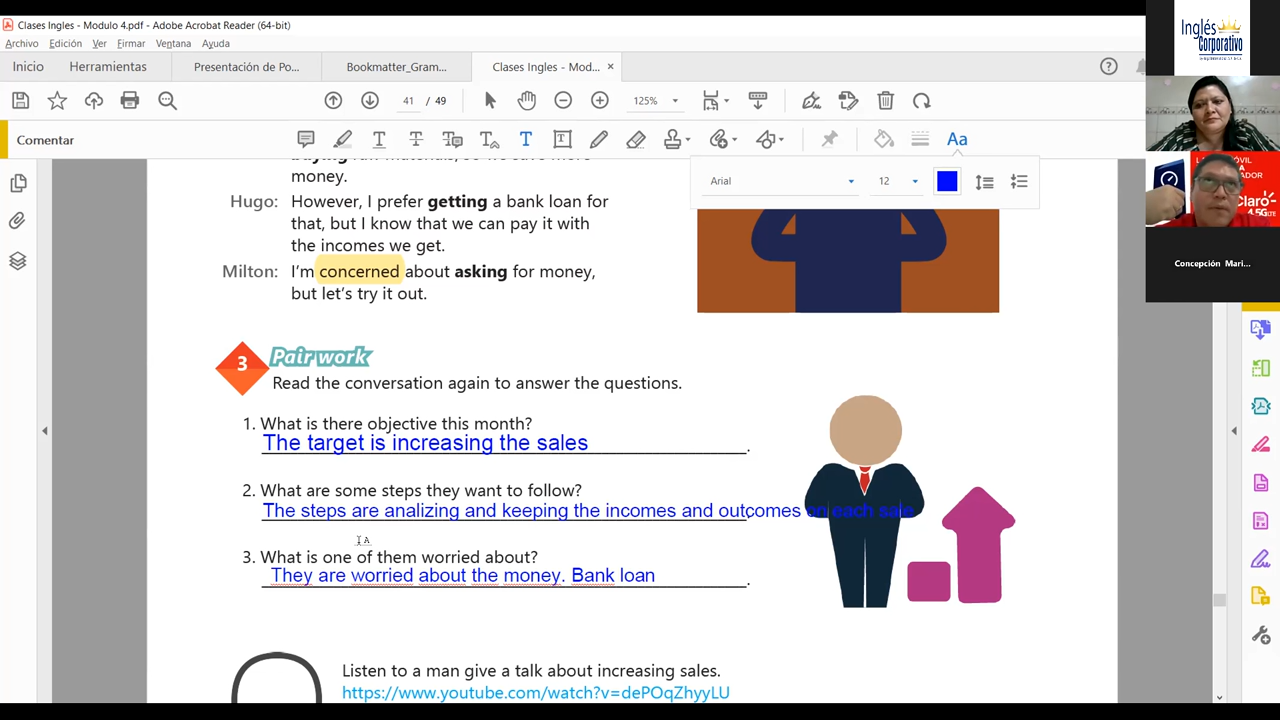 Clases Ingles - Modulo 4.pdf - Adobe Acrobat Reader (64-bit)
Archivo Edición Ver Firmar Ventana Ayuda
Inicio Herramientas Presentación de Po... Bookmatter_Gram... Clases Ingles - Mod... ×
41 / 49 125%
Comentar
Arial 12
money.
Hugo: However, I prefer getting a bank loan for
that, but I know that we can pay it with
the incomes we get.
Milton: I'm concerned about asking for money,
but let's try it out.
3 Pair work
Read the conversation again to answer the questions.
1. What is there objective this month?
The target is increasing the sales
2. What are some steps they want to follow?
The steps are analizing and keeping the incomes and outcomes on each sale
3. What is one of them worried about?
They are worried about the money. Bank loan
Listen to a man give a talk about increasing sales.
https://www.youtube.com/watch?v=dePOqZhyyLU
Inglés
Corporativo
Claro
4.5G
Concepción Mari...